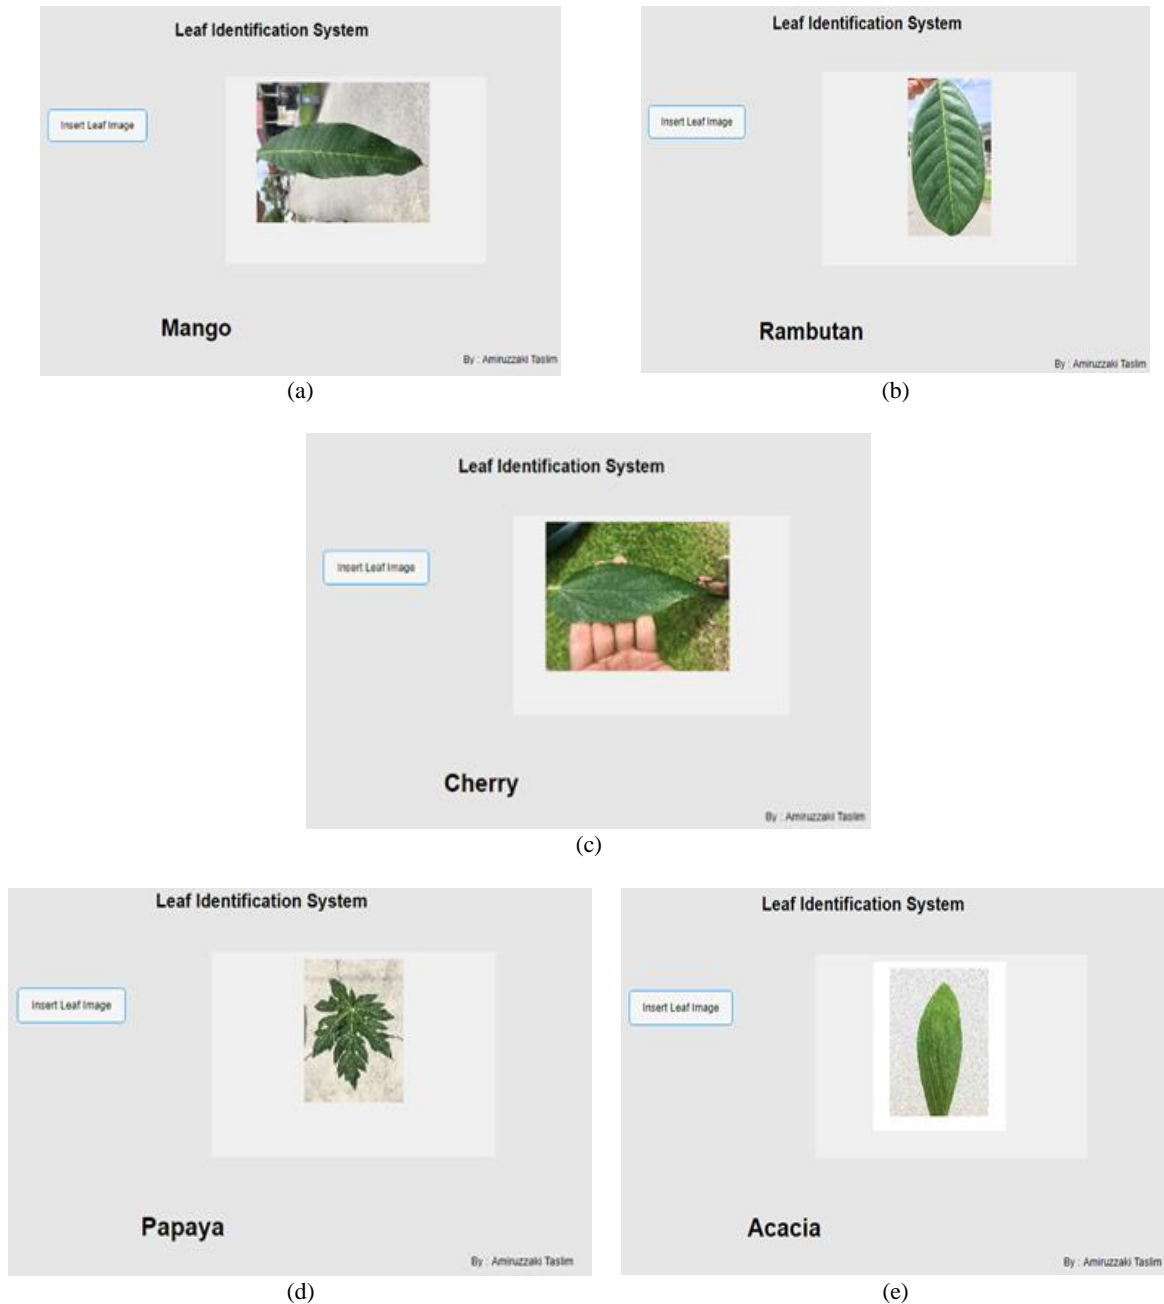 Leaf Identification System
Insert Leaf Image
Mango
By : Amiruzzaki Taslim
(a)
Leaf Identification System
Insert Leaf Image
Rambutan
By : Amiruzzaki Taslim
(b)
Leaf Identification System
Insert Leaf Image
Cherry
By : Amiruzzaki Taslim
(c)
Leaf Identification System
Insert Leaf Image
Papaya
By : Amiruzzaki Taslim
(d)
Leaf Identification System
Insert Leaf Image
Acacia
By : Amiruzzaki Taslim
(e)